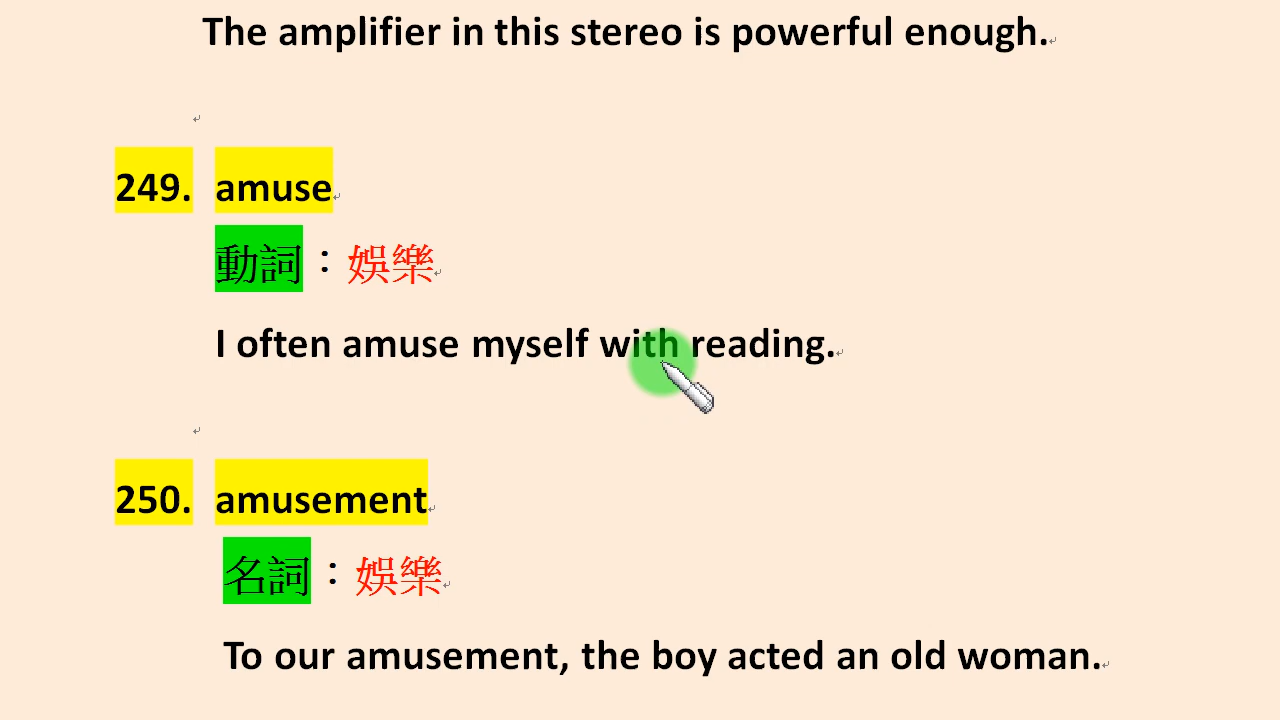 The amplifier in this stereo is powerful enough.
249. amuse
動詞：娛樂
I often amuse myself with reading.
250. amusement
名詞：娛樂
To our amusement, the boy acted an old woman.